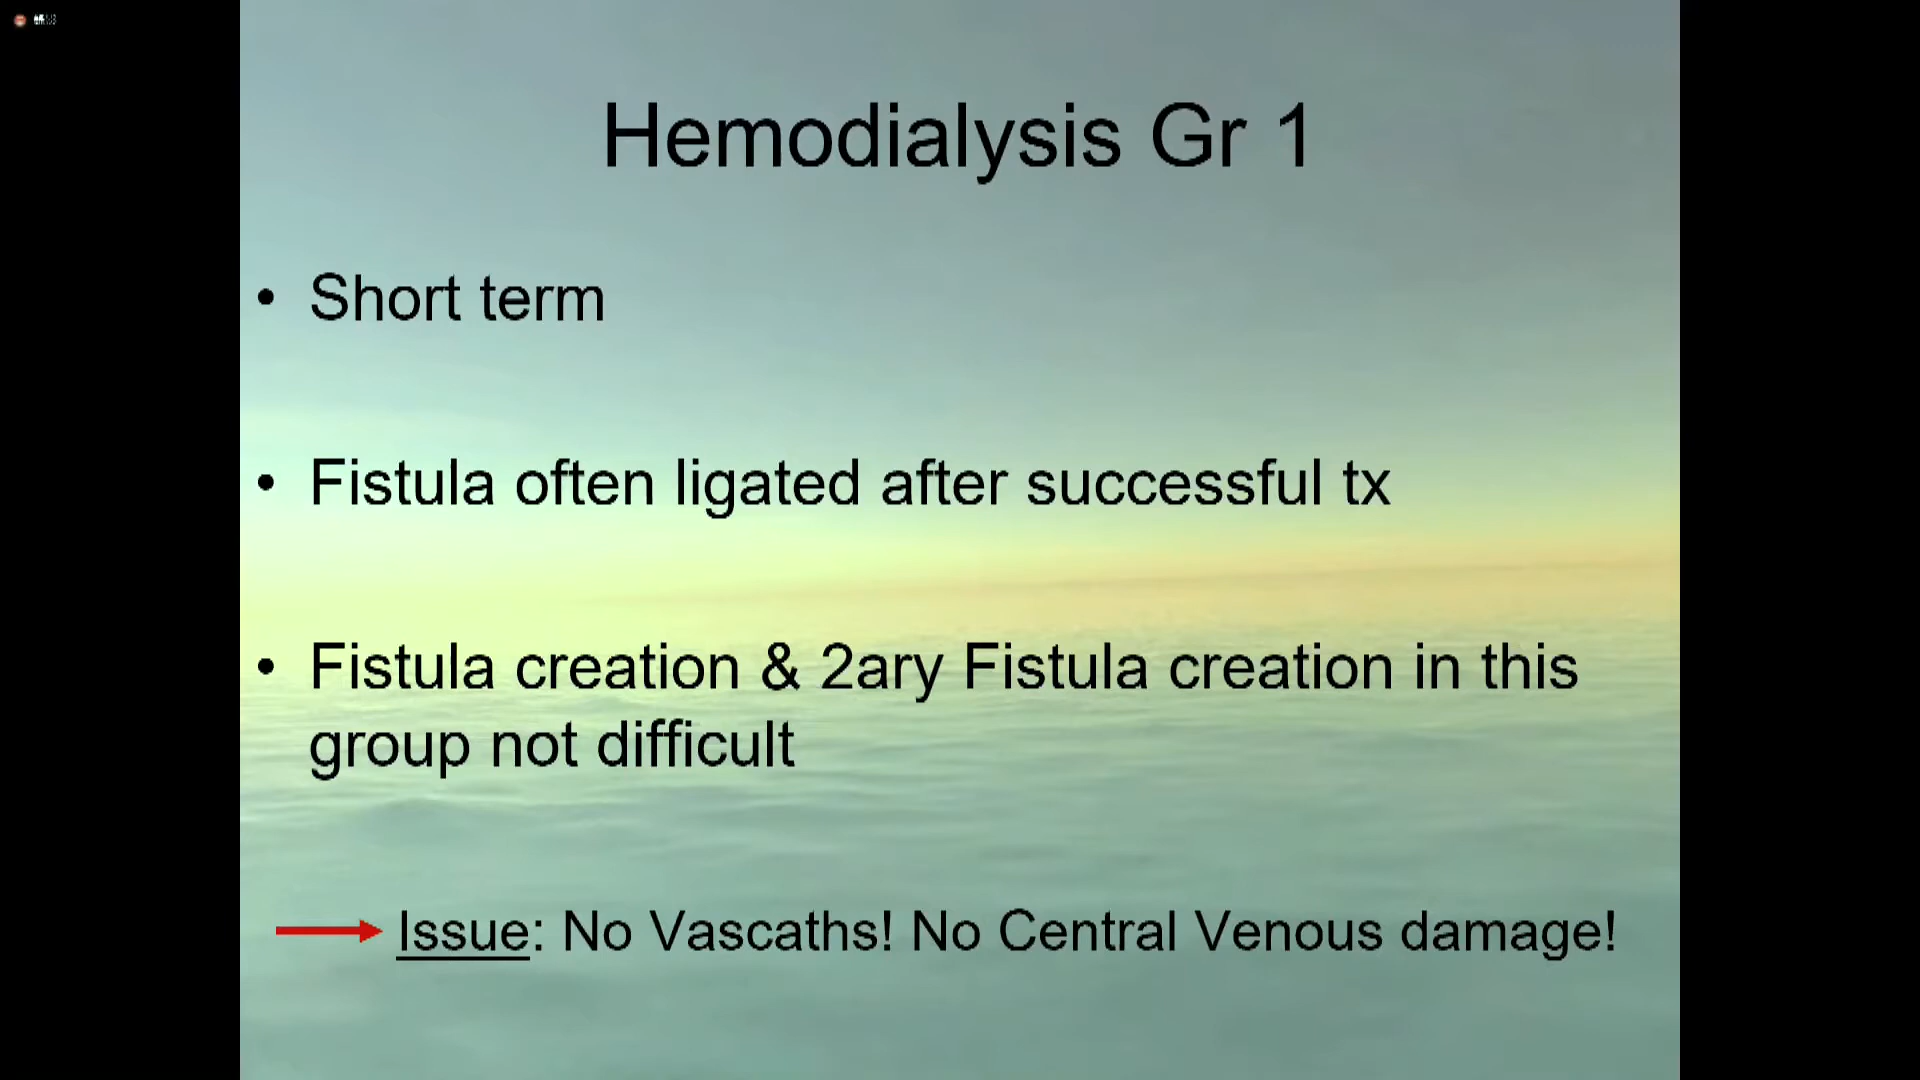 Hemodialysis Gr 1
• Short term
• Fistula often ligated after successful tx
• Fistula creation & 2ary Fistula creation in this
group not difficult
Issue: No Vascaths! No Central Venous damage!